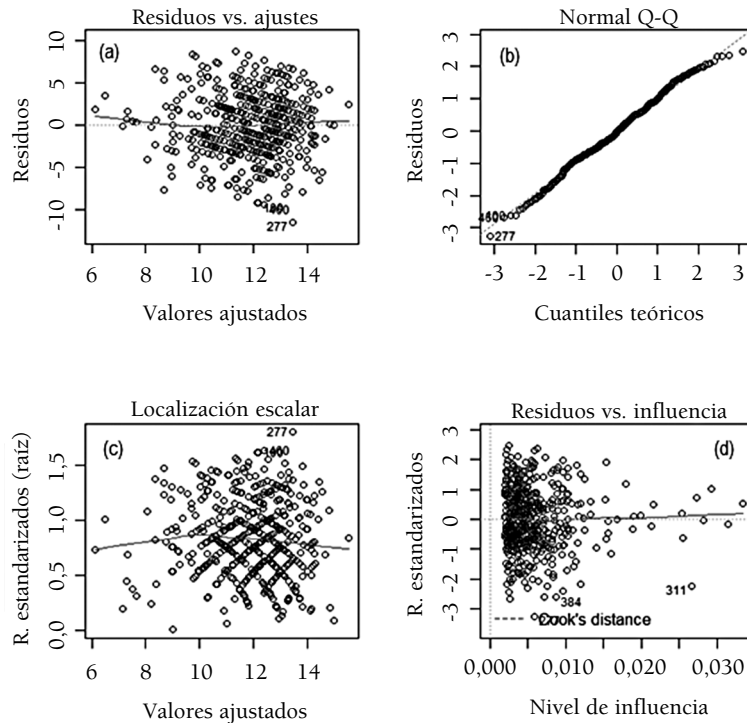 Residuos vs. ajustes
(a)
Residuos
10
5
0
-5
-10
277
6 8 10 12 14
Valores ajustados
Normal Q-Q
(b)
Residuos
3
2
1
0
-1
-2
-3
277
-3 -2 -1 0 1 2 3
Cuantiles teóricos
Localización escalar
(c)
R. estandarizados (raíz)
1,5
1,0
0,5
0,0
277
6 8 10 12 14
Valores ajustados
Residuos vs. influencia
(d)
R. estandarizados
3
2
1
0
-1
-2
-3
311
384
Cook's distance
0,000 0,010 0,020 0,030
Nivel de influencia